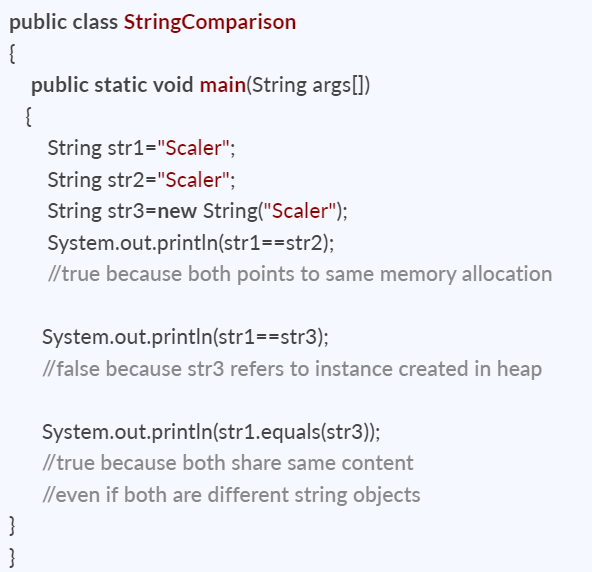 public class StringComparison
{
public static void main(String args[])
{
String str1="Scaler";
String str2="Scaler";
String str3=new String("Scaler");
System.out.println(str1==str2);
//true because both points to same memory allocation
System.out.println(str1==str3);
//false because str3 refers to instance created in heap
System.out.println(str1.equals(str3));
//true because both share same content
//even if both are different string objects
}
}